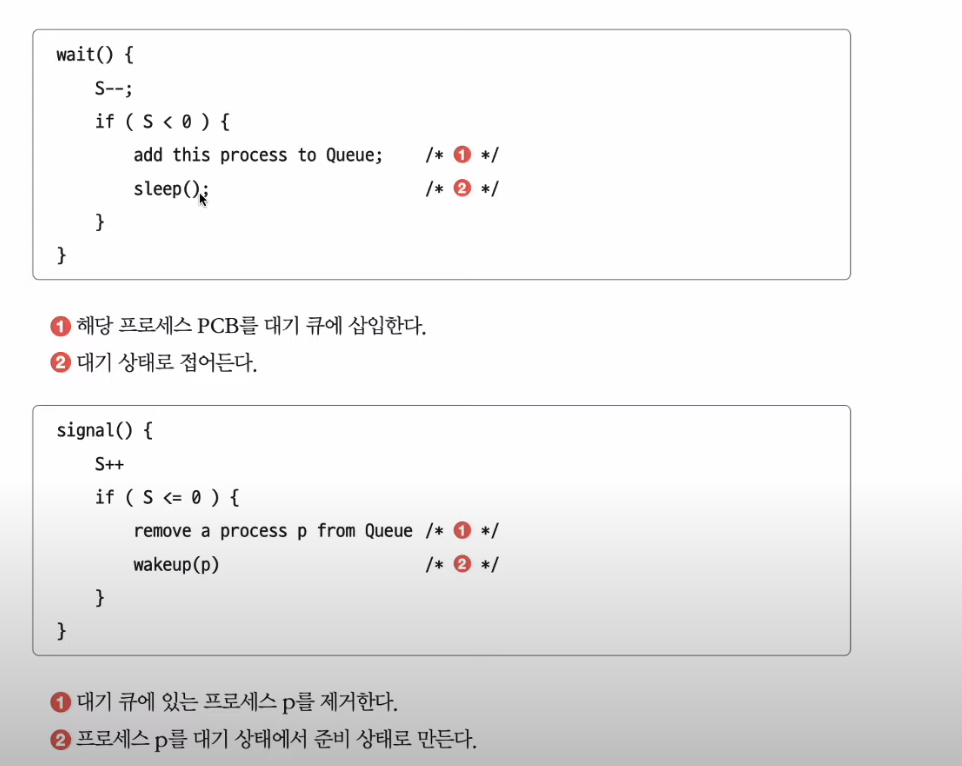 wait() {
S--;
if ( S < 0 ) {
add this process to Queue; /* ❶ */
sleep(); /* ❷ */
}
}
❶ 해당 프로세스 PCB를 대기 큐에 삽입한다.
❷ 대기 상태로 접어든다.
signal() {
S++
if ( S <= 0 ) {
remove a process p from Queue /* ❶ */
wakeup(p) /* ❷ */
}
}
❶ 대기 큐에 있는 프로세스 p를 제거한다.
❷ 프로세스 p를 대기 상태에서 준비 상태로 만든다.